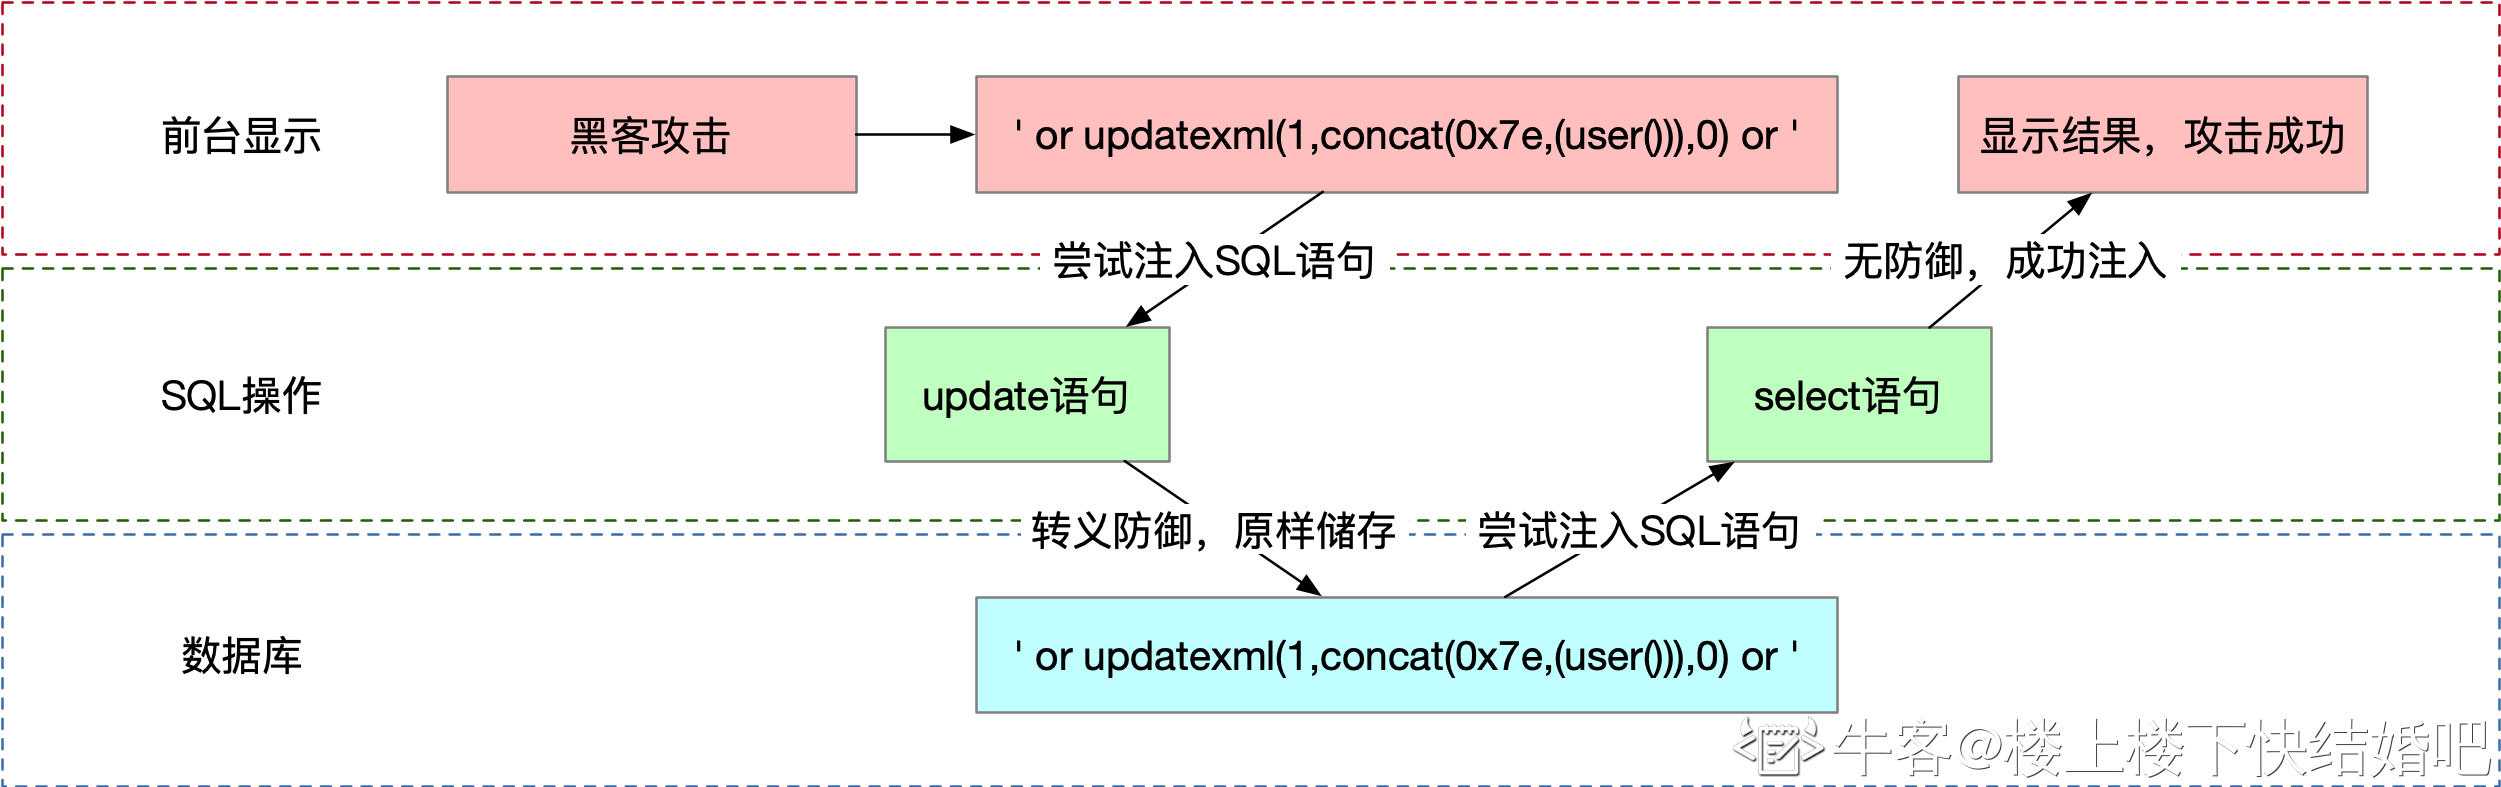 前台显示
黑客攻击
' or updatexml(1,concat(0x7e,(user())),0) or '
显示结果，攻击成功
尝试注入SQL语句
无防御，成功注入
SQL操作
update语句
select语句
转义防御，原样储存
尝试注入SQL语句
数据库
' or updatexml(1,concat(0x7e,(user())),0) or '
牛客@楼上楼下快结婚吧